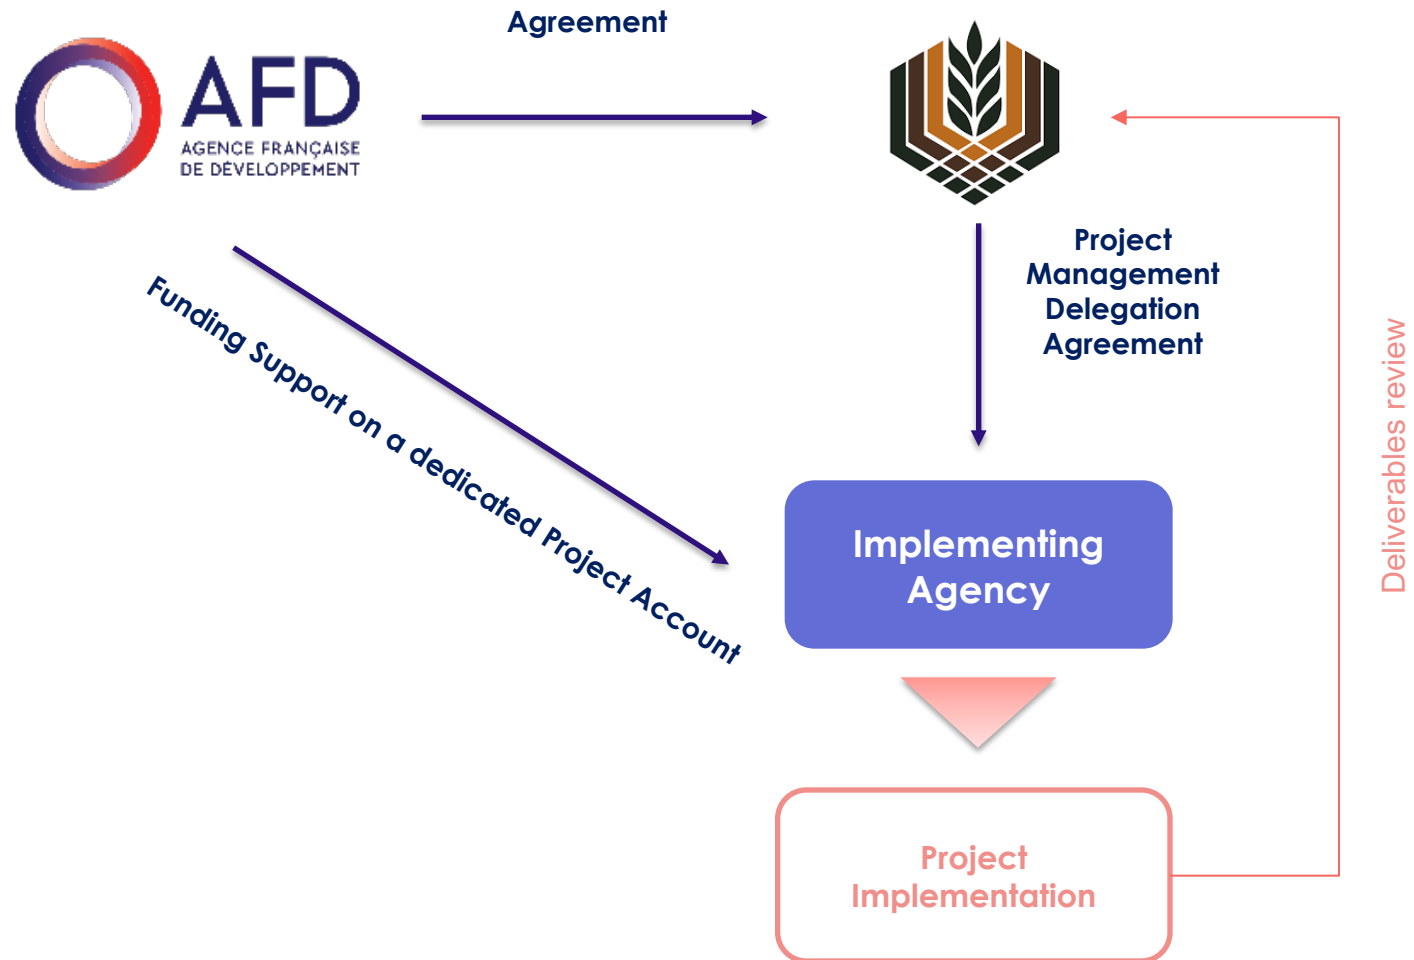 Agreement
AFD
AGENCE FRANÇAISE
DE DÉVELOPPEMENT
Project
Management
Delegation
Agreement
Funding Support on a dedicated Project Account
Deliverables review
Implementing
Agency
Project
Implementation